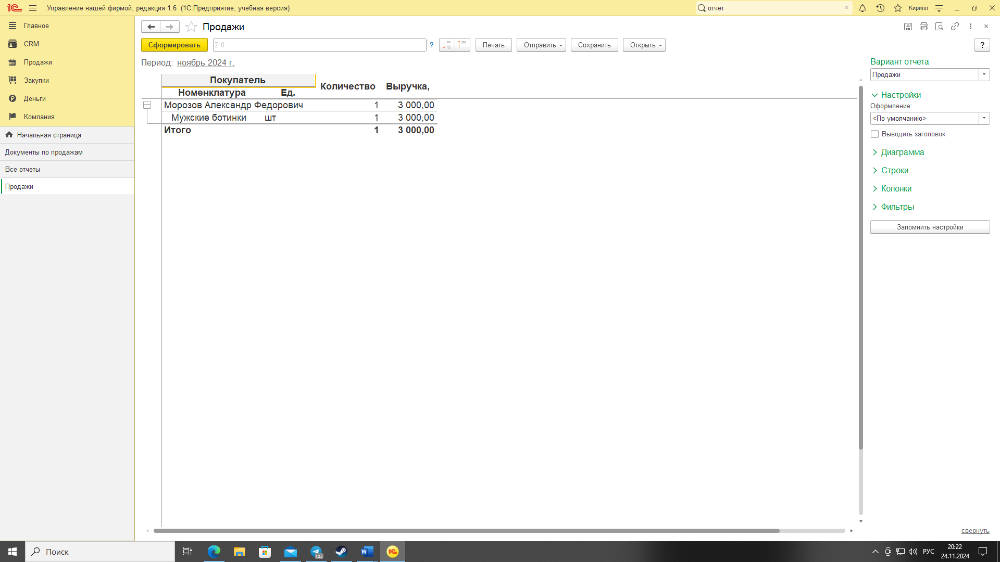 1С Управление нашей фирмой, редакция 1.6 (1С:Предприятие, учебная версия)
отчет
×
Кирилл
Главное
CRM
Продажи
Закупки
Деньги
Компания
Начальная страница
Документы по продажам
Все отчеты
Продажи
Продажи
Сформировать
Σ 0
?
Печать
Отправить
Сохранить
Открыть
?
Период: ноябрь 2024 г.
Покупатель
Количество Выручка,
Номенклатура Ед.
Морозов Александр Федорович 1 3 000,00
Мужские ботинки шт 1 3 000,00
Итого 1 3 000,00
Вариант отчета
Продажи
Настройки
Оформление:
<По умолчанию>
Выводить заголовок
Диаграмма
Строки
Колонки
Фильтры
Запомнить настройки
свернуть
Поиск
102
W
1С
РУС
20:22
24.11.2024